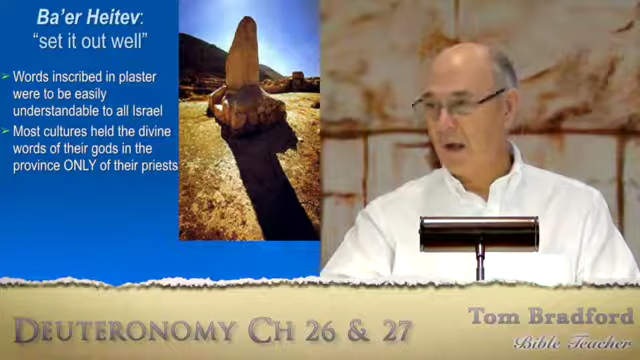 Ba'er Heitev:
“set it out well”
Words inscribed in plaster
were to be easily
understandable to all Israel
Most cultures held the divine
words of their gods in the
province ONLY of their priests
DEUTERONOMY CH 26 & 27
Tom Bradford
Bible Teacher